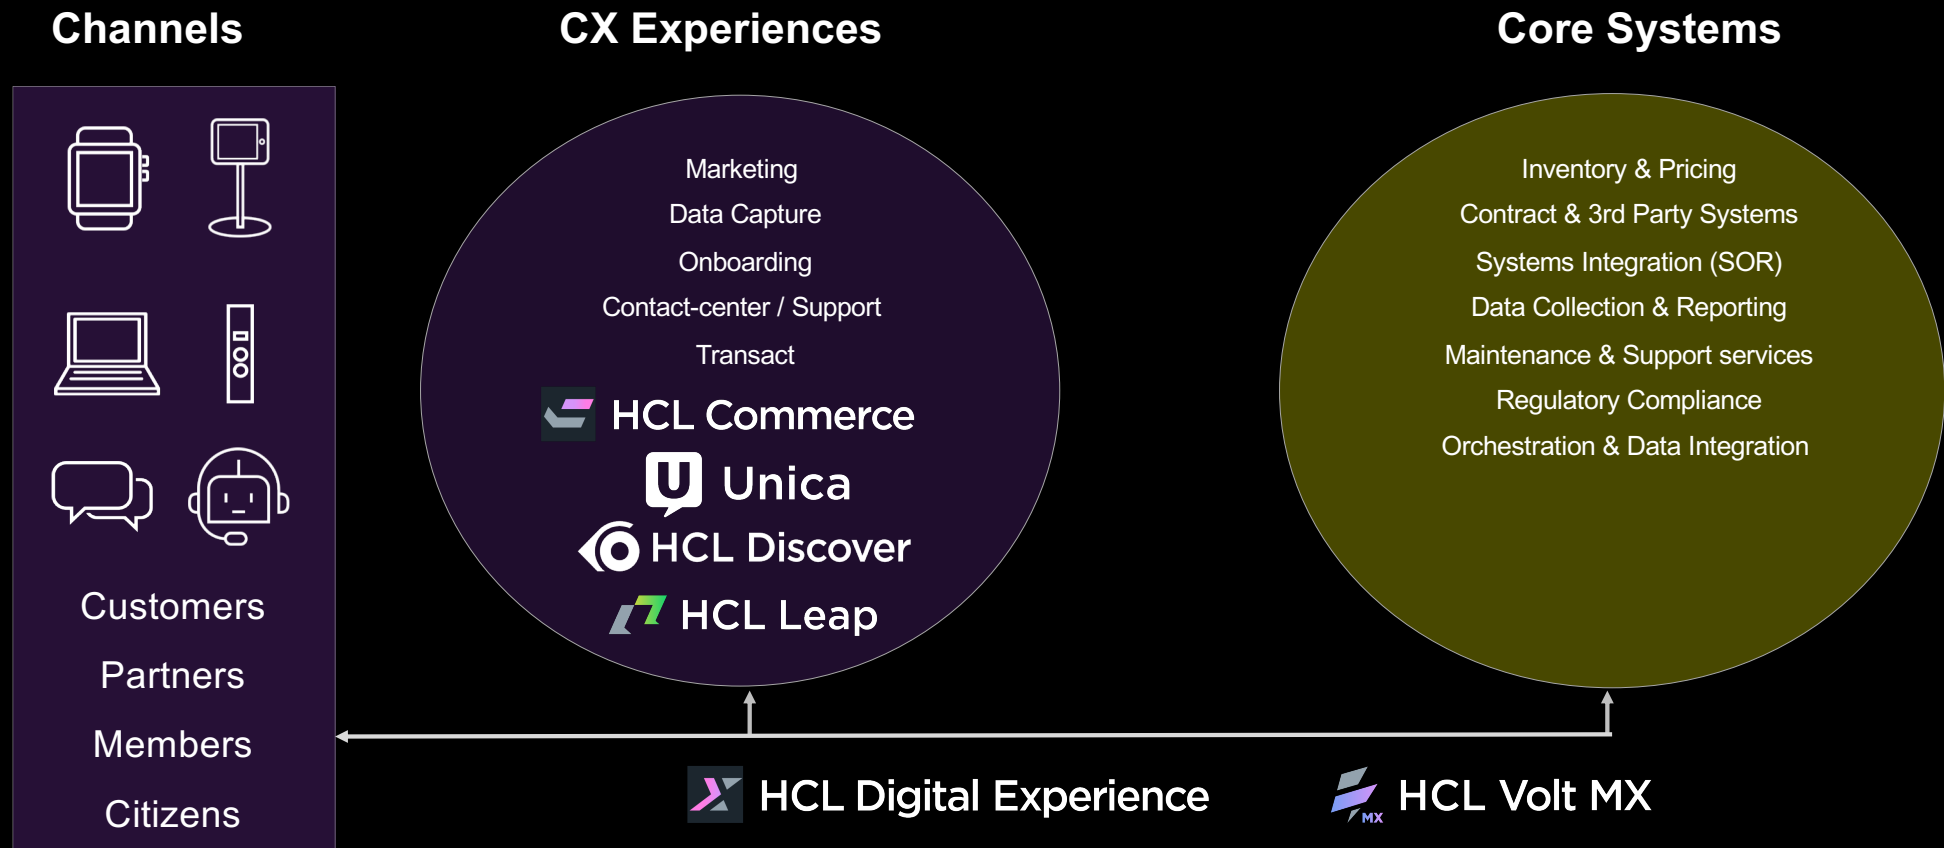 Channels
CX Experiences
Core Systems
Customers
Partners
Members
Citizens
Marketing
Data Capture
Onboarding
Contact-center / Support
Transact
HCL Commerce
U Unica
HCL Discover
HCL Leap
Inventory & Pricing
Contract & 3rd Party Systems
Systems Integration (SOR)
Data Collection & Reporting
Maintenance & Support services
Regulatory Compliance
Orchestration & Data Integration
HCL Digital Experience
MX HCL Volt MX